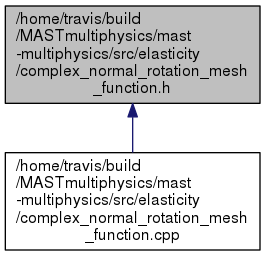 /home/travis/build
/MASTmultiphysics/mast
-multiphysics/src/elasticity
/complex_normal_rotation_mesh
_function.h
/home/travis/build
/MASTmultiphysics/mast
-multiphysics/src/elasticity
/complex_normal_rotation_mesh
_function.cpp